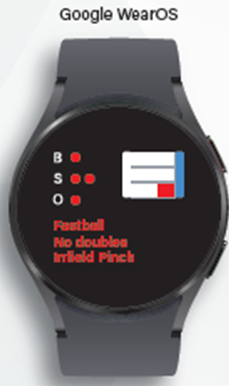 Google WearOS
B
S
O
Fastball
No doubles
Infield Pinch